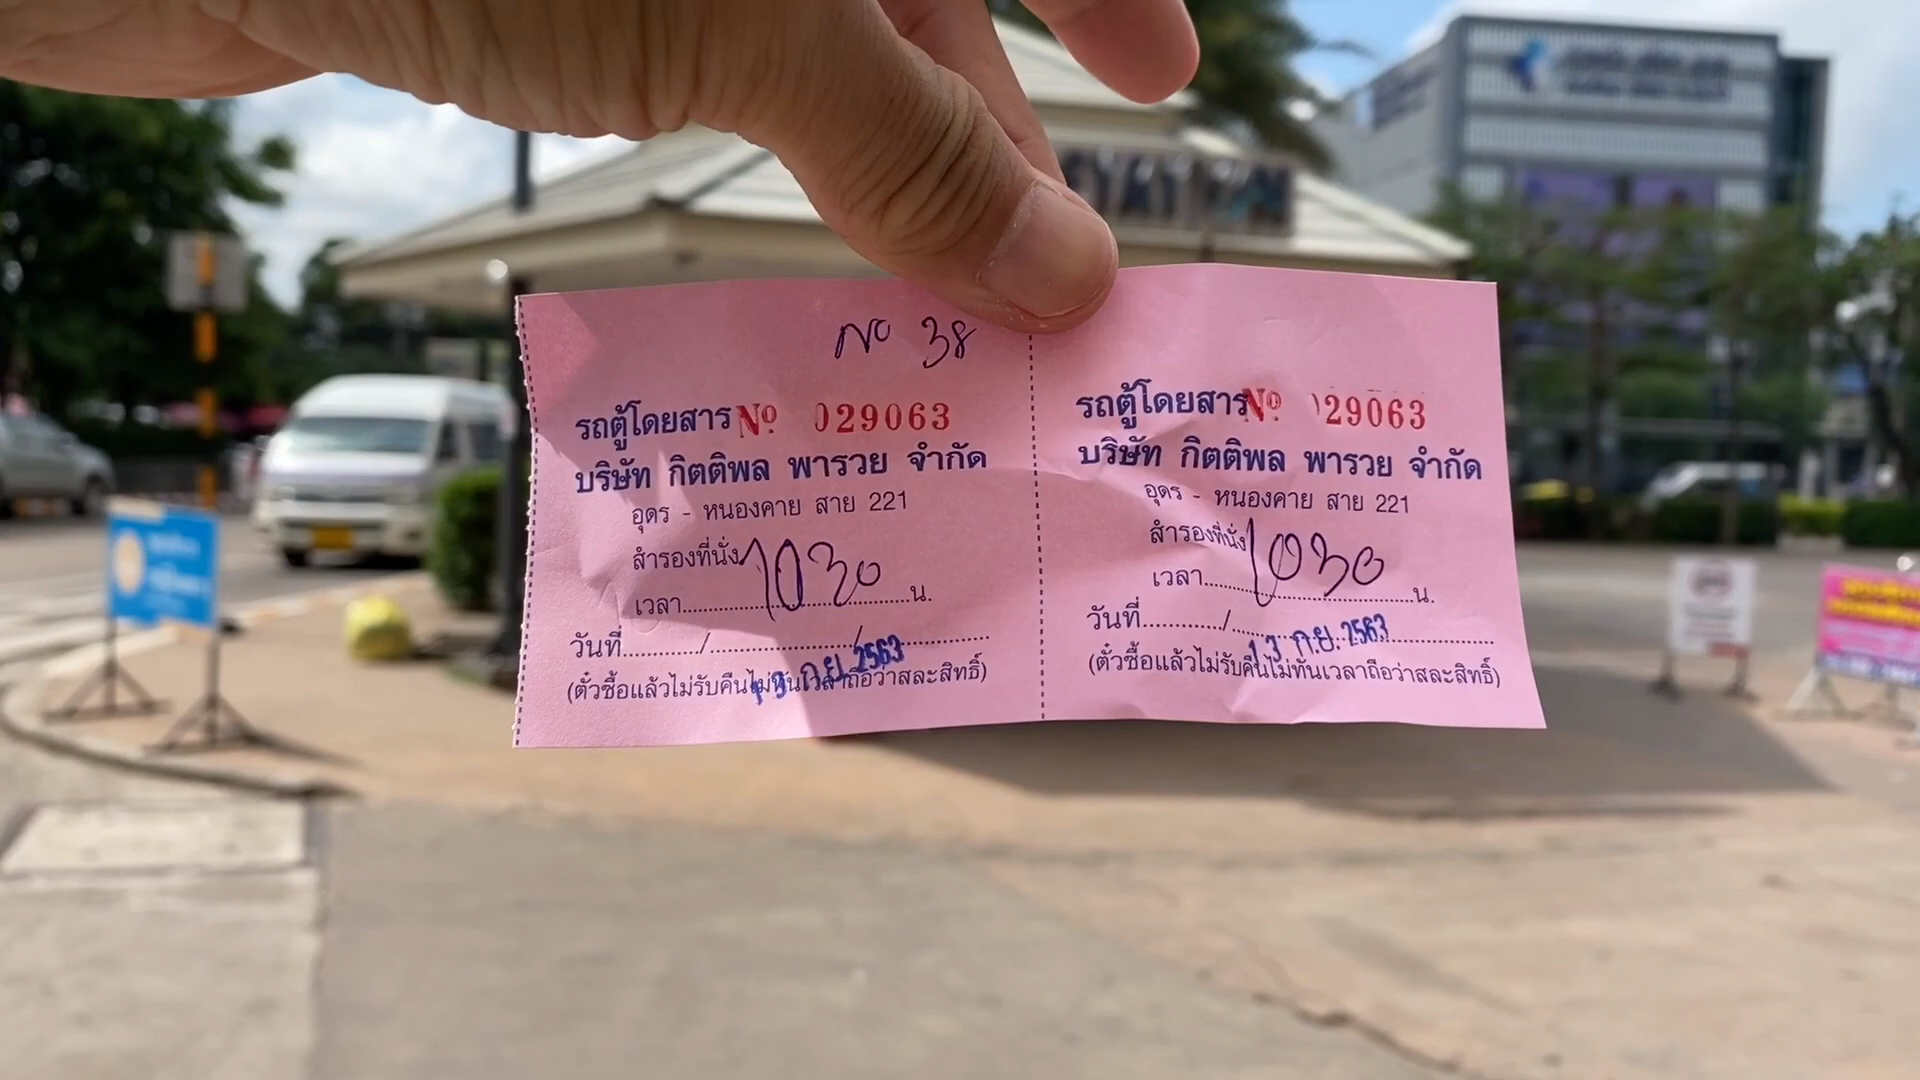 No 38
รถตู้โดยสาร No 029063
บริษัท กิตติพล พารวย จำกัด
อุดร - หนองคาย สาย 221
สำรองที่นั่ง
เวลา 1030 น.
วันที่ / /
13 ก.ย. 2563
(ตั๋วซื้อแล้วไม่รับคืนไม่ทันเวลาถือว่าสละสิทธิ์)
รถตู้โดยสาร No 29063
บริษัท กิตติพล พารวย จำกัด
อุดร - หนองคาย สาย 221
สำรองที่นั่ง
เวลา 1030 น.
วันที่ /
13 ก.ย. 2563
(ตั๋วซื้อแล้วไม่รับคืนไม่ทันเวลาถือว่าสละสิทธิ์)